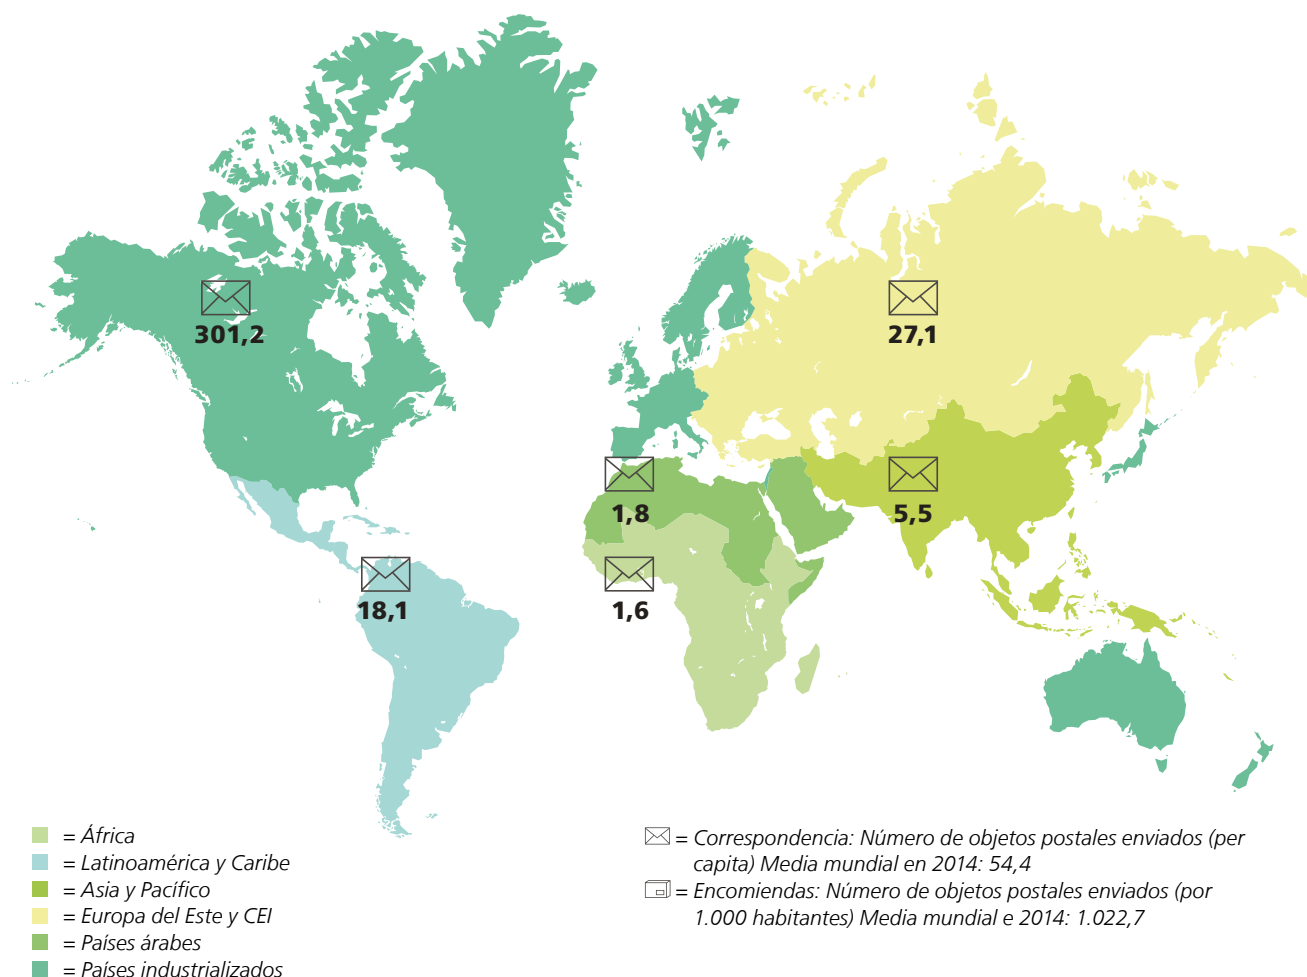 301,2
27,1
1,8
5,5
18,1
1,6
= África
= Latinoamérica y Caribe
= Asia y Pacífico
= Europa del Este y CEI
= Países árabes
= Países industrializados
= Correspondencia: Número de objetos postales enviados (per
capita) Media mundial en 2014: 54,4
= Encomiendas: Número de objetos postales enviados (por
1.000 habitantes) Media mundial e 2014: 1.022,7